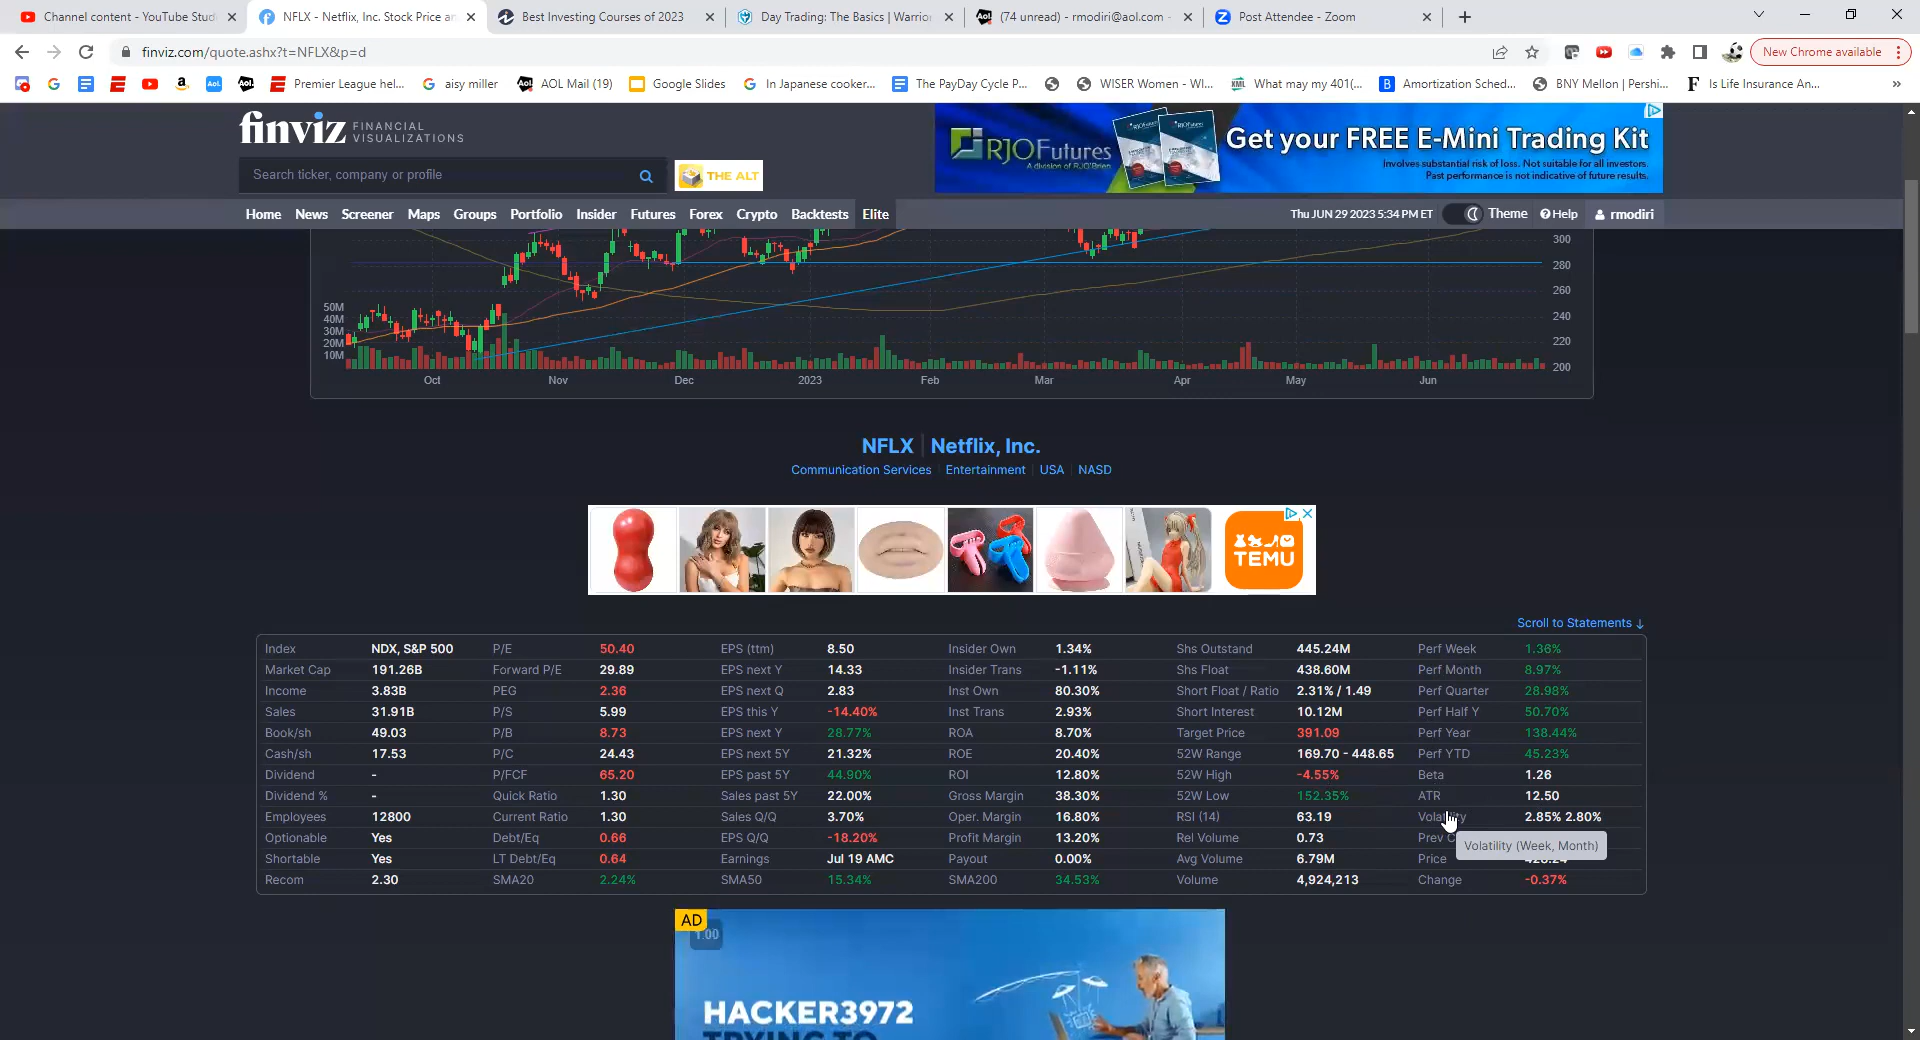 Channel content - YouTube Stud
NFLX - Netflix, Inc. Stock Price an
Best Investing Courses of 2023
Day Trading: The Basics | Warrior
(74 unread) - rmodiri@aol.com -
Post Attendee - Zoom
finviz.com/quote.ashx?t=NFLX&p=d
New Chrome available
Premier League hel...
aisy miller
Aol.
AOL Mail (19)
Google Slides
In Japanese cooker...
The PayDay Cycle P...
WISER Women - WI...
What may my 401(...
Amortization Sched...
BNY Mellon | Pershi...
Is Life Insurance An...
finviz FINANCIAL VISUALIZATIONS
RJOFutures
A division of RJO'Brien
Get your FREE E-Mini Trading Kit
Involves substantial risk of loss. Not suitable for all investors.
Past performance is not indicative of future results.
Search ticker, company or profile
THE ALT
Home News Screener Maps Groups Portfolio Insider Futures Forex Crypto Backtests Elite
Thu JUN 29 2023 5:34 PM ET Theme Help rmodiri
300
280
260
240
220
200
50M
40M
30M
20M
10M
Oct Nov Dec 2023 Feb Mar Apr May Jun
NFLX | Netflix, Inc.
Communication Services Entertainment USA NASD
TEMU
Scroll to Statements ↓
Index NDX, S&P 500 P/E 50.40 EPS (ttm) 8.50 Insider Own 1.34% Shs Outstand 445.24M Perf Week 1.36%
Market Cap 191.26B Forward P/E 29.89 EPS next Y 14.33 Insider Trans -1.11% Shs Float 438.60M Perf Month 8.97%
Income 3.83B PEG 2.36 EPS next Q 2.83 Inst Own 80.30% Short Float / Ratio 2.31% / 1.49 Perf Quarter 28.98%
Sales 31.91B P/S 5.99 EPS this Y -14.40% Inst Trans 2.93% Short Interest 10.12M Perf Half Y 50.70%
Book/sh 49.03 P/B 8.73 EPS next Y 28.77% ROA 8.70% Target Price 391.09 Perf Year 138.44%
Cash/sh 17.53 P/C 24.43 EPS next 5Y 21.32% ROE 20.40% 52W Range 169.70 - 448.65 Perf YTD 45.23%
Dividend - P/FCF 65.20 EPS past 5Y 44.90% ROI 12.80% 52W High -4.55% Beta 1.26
Dividend % - Quick Ratio 1.30 Sales past 5Y 22.00% Gross Margin 38.30% 52W Low 152.35% ATR 12.50
Employees 12800 Current Ratio 1.30 Sales Q/Q 3.70% Oper. Margin 16.80% RSI (14) 63.19 Volatility 2.85% 2.80%
Optionable Yes Debt/Eq 0.66 EPS Q/Q -18.20% Profit Margin 13.20% Rel Volume 0.73 Prev C
Volatility (Week, Month)
Shortable Yes LT Debt/Eq 0.64 Earnings Jul 19 AMC Payout 0.00% Avg Volume 6.79M Price
Recom 2.30 SMA20 2.24% SMA50 15.34% SMA200 34.53% Volume 4,924,213 Change -0.37%
AD
1.00
HACKER3972
TRYING TO